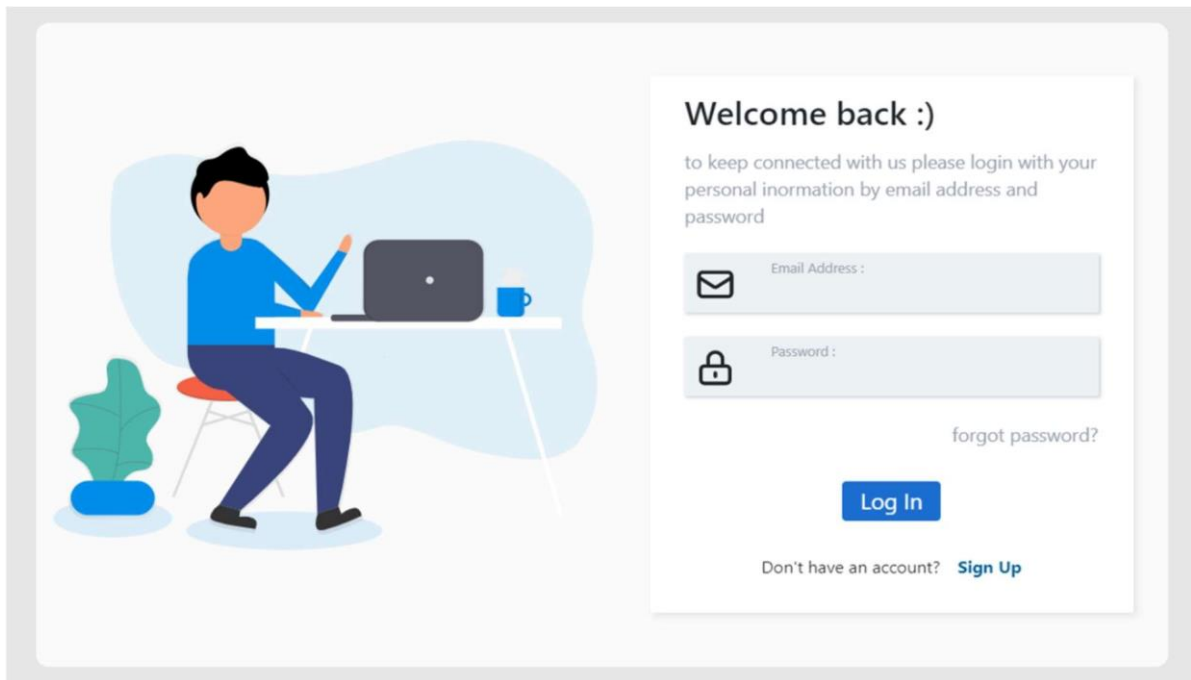 Welcome back :)
to keep connected with us please login with your
personal inormation by email address and
password
Email Address :
Password :
forgot password?
Log In
Don't have an account? Sign Up